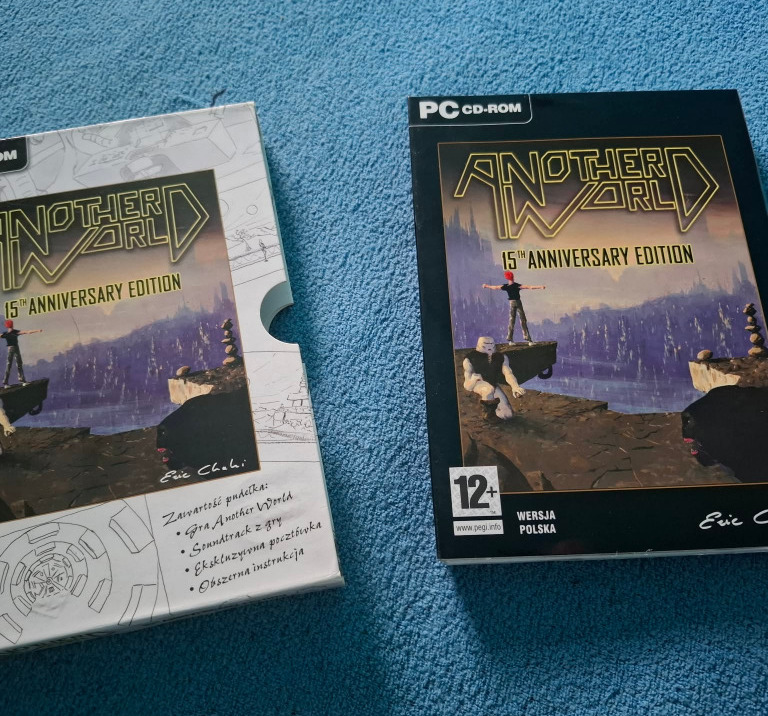 OM
ANOTHER
WORLD
15TH ANNIVERSARY EDITION
Eric Chahi
Zawartość pudełka:
• Gra Another World
• Soundtrack z gry
• Ekskluzywna pocztówka
• Obszerna instrukcja
PC CD-ROM
ANOTHER
WORLD
15TH ANNIVERSARY EDITION
12+
www.pegi.info
WERSJA
POLSKA
Eric C